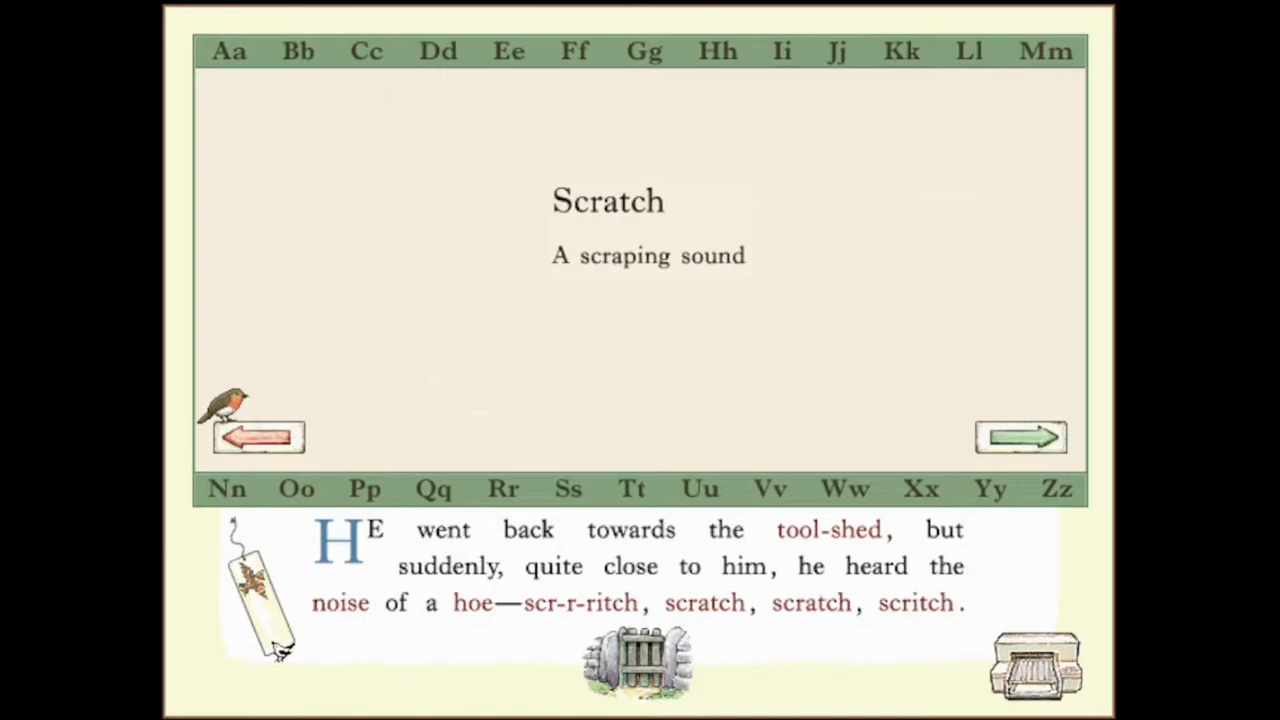 Aa Bb Cc Dd Ee Ff Gg Hh Ii Jj Kk Ll Mm
Scratch
A scraping sound
Nn Oo Pp Qq Rr Ss Tt Uu Vv Ww Xx Yy Zz
HE went back towards the tool-shed, but
suddenly, quite close to him, he heard the
noise of a hoe—scr-r-ritch, scratch, scratch, scritch.